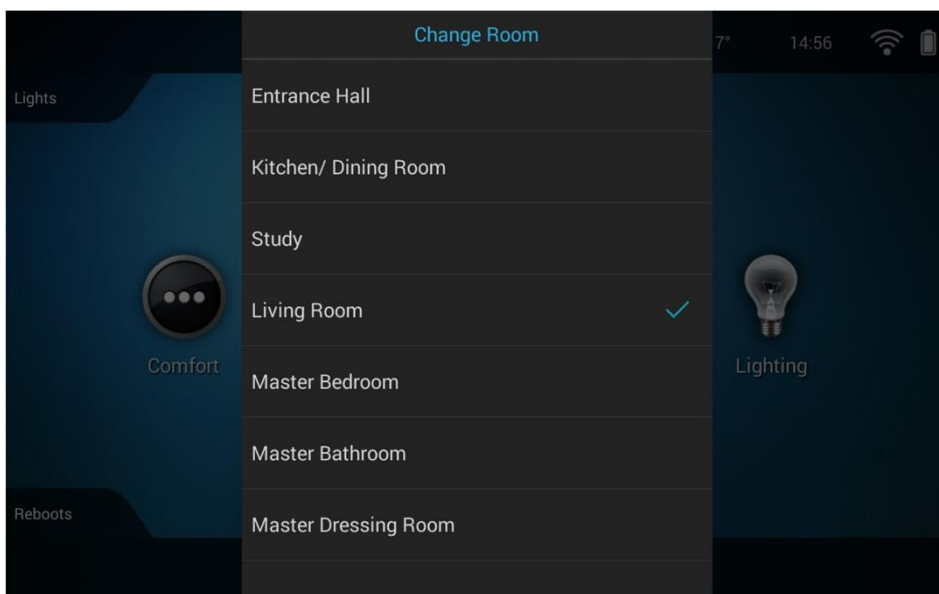 Change Room
7°
14:56
Lights
Entrance Hall
Kitchen/ Dining Room
Study
Living Room
Comfort
Lighting
Master Bedroom
Master Bathroom
Reboots
Master Dressing Room